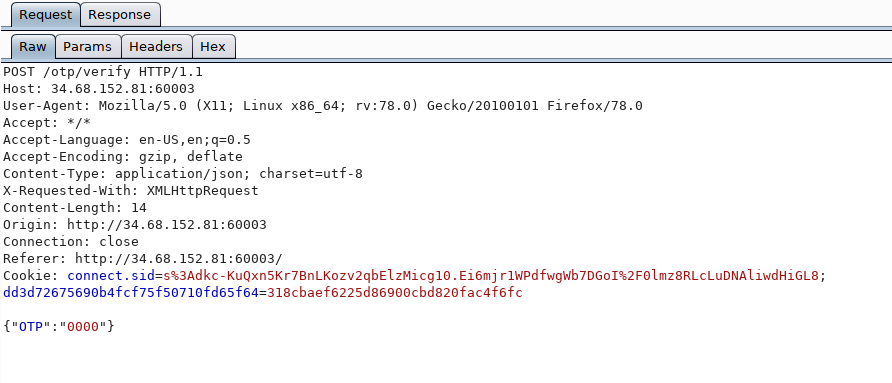 Request Response
Raw Params Headers Hex
POST /otp/verify HTTP/1.1
Host: 34.68.152.81:60003
User-Agent: Mozilla/5.0 (X11; Linux x86_64; rv:78.0) Gecko/20100101 Firefox/78.0
Accept: */*
Accept-Language: en-US,en;q=0.5
Accept-Encoding: gzip, deflate
Content-Type: application/json; charset=utf-8
X-Requested-With: XMLHttpRequest
Content-Length: 14
Origin: http://34.68.152.81:60003
Connection: close
Referer: http://34.68.152.81:60003/
Cookie: connect.sid=s%3Adkc-KuQxn5Kr7BnLKozv2qbElzMicg10.Ei6mjr1WPdfwgWb7DGoI%2F0lmz8RLcLuDNAliwdHiGL8;
dd3d72675690b4fcf75f50710fd65f64=318cbaef6225d86900cbd820fac4f6fc
{"OTP":"0000"}